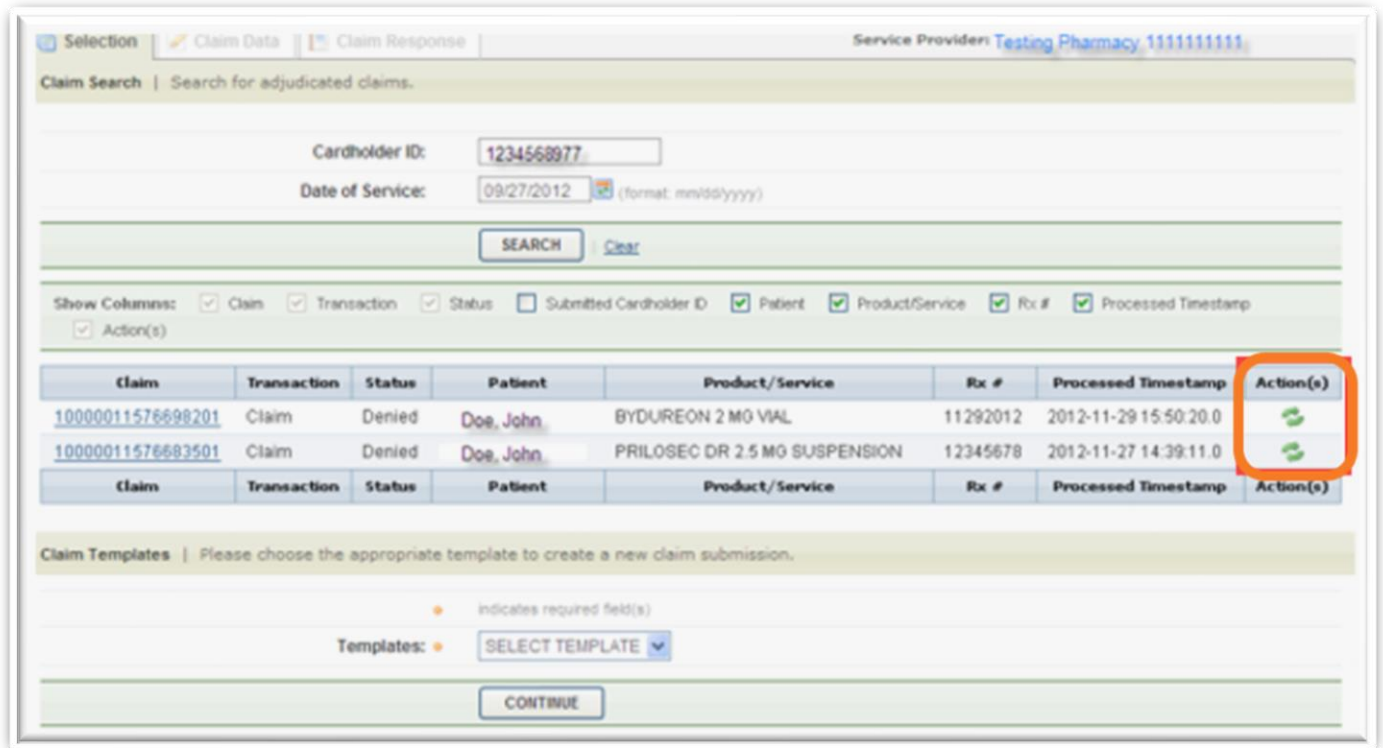 Selection Claim Data Claim Response Service Provider: Testing Pharmacy 1111111111
Claim Search | Search for adjudicated claims.
Cardholder ID: 1234568977
Date of Service: 09/27/2012 (format: mm/dd/yyyy)
SEARCH | Clear
Show Columns: Claim Transaction Status Submitted Cardholder ID Patient Product/Service Rx # Processed Timestamp
Action(s)
Claim Transaction Status Patient Product/Service Rx # Processed Timestamp Action(s)
10000011576698201 Claim Denied Doe, John BYDUREON 2 MG VIAL 11292012 2012-11-29 15:50:20.0
10000011576683501 Claim Denied Doe, John PRILOSEC DR 2.5 MG SUSPENSION 12345678 2012-11-27 14:39:11.0
Claim Transaction Status Patient Product/Service Rx # Processed Timestamp Action(s)
Claim Templates | Please choose the appropriate template to create a new claim submission.
indicates required field(s)
Templates: SELECT TEMPLATE
CONTINUE